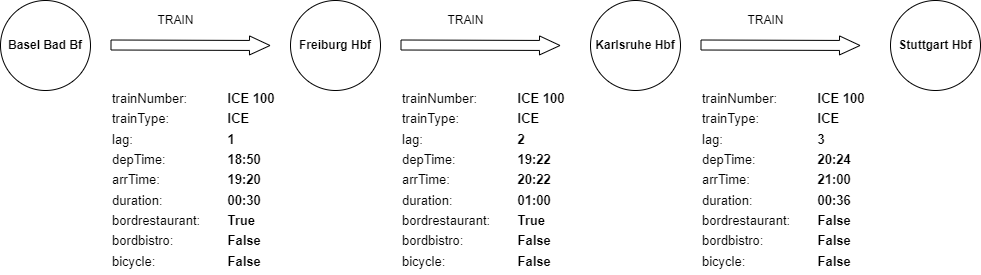 TRAIN TRAIN TRAIN
Basel Bad Bf Freiburg Hbf Karlsruhe Hbf Stuttgart Hbf
trainNumber: ICE 100 trainNumber: ICE 100 trainNumber: ICE 100
trainType: ICE trainType: ICE trainType: ICE
lag: 1 lag: 2 lag: 3
depTime: 18:50 depTime: 19:22 depTime: 20:24
arrTime: 19:20 arrTime: 20:22 arrTime: 21:00
duration: 00:30 duration: 01:00 duration: 00:36
bordrestaurant: True bordrestaurant: True bordrestaurant: False
bordbistro: False bordbistro: False bordbistro: False
bicycle: False bicycle: False bicycle: False